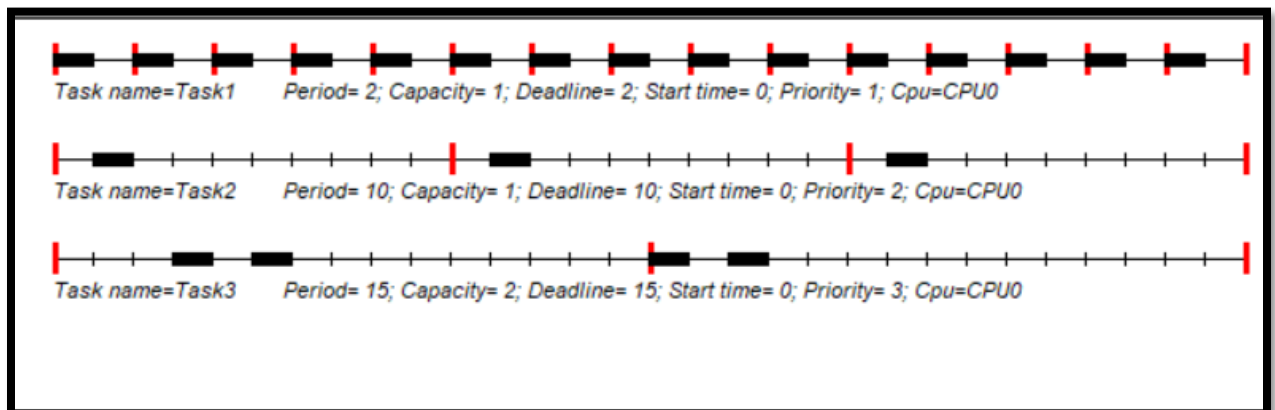 Task name=Task1 Period= 2; Capacity= 1; Deadline= 2; Start time= 0; Priority= 1; Cpu=CPU0
Task name=Task2 Period= 10; Capacity= 1; Deadline= 10; Start time= 0; Priority= 2; Cpu=CPU0
Task name=Task3 Period= 15; Capacity= 2; Deadline= 15; Start time= 0; Priority= 3; Cpu=CPU0